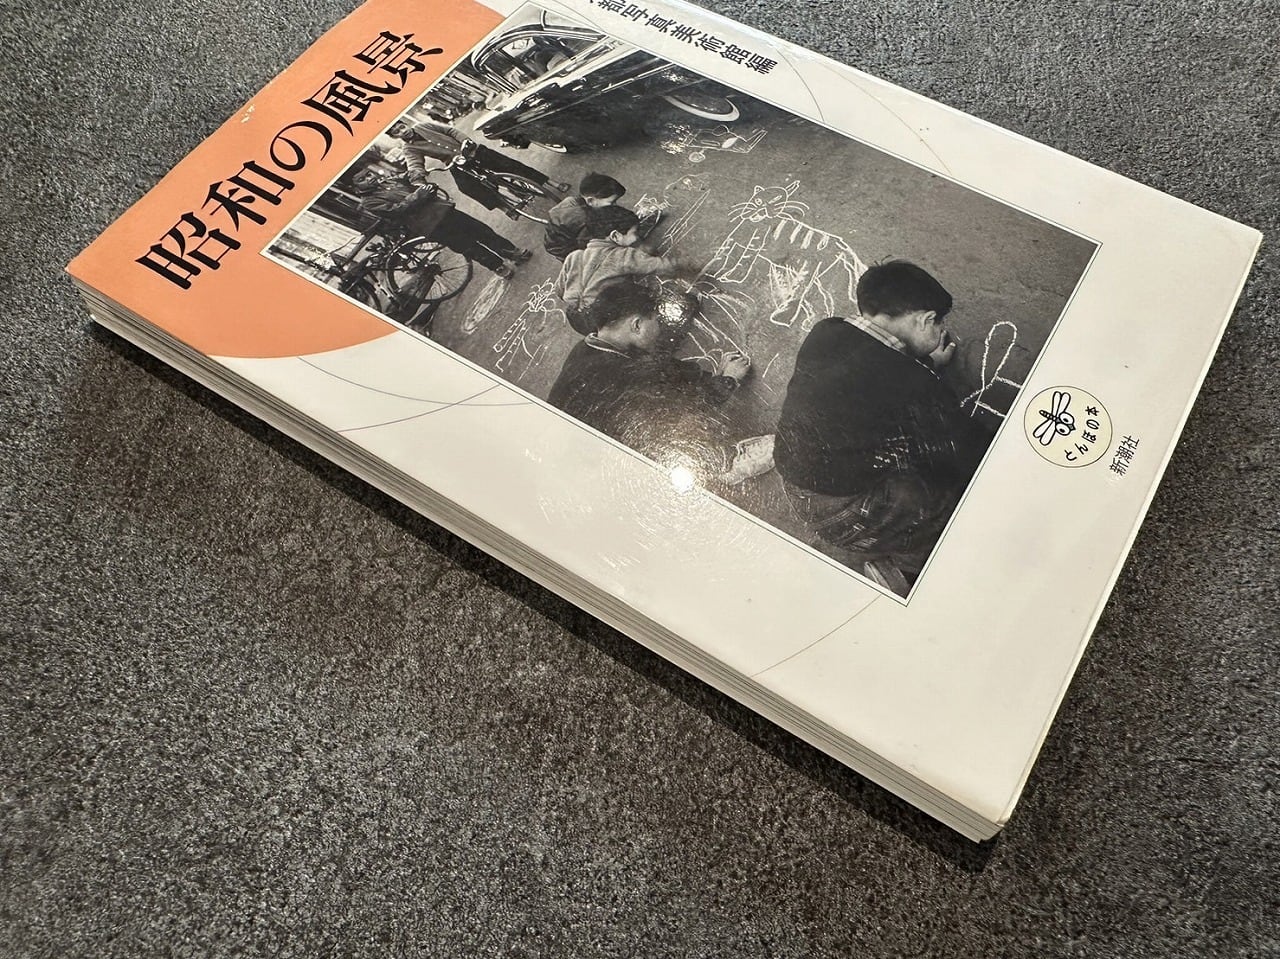 昭和の風景
都写真美術館編
とんぼの本
新潮社